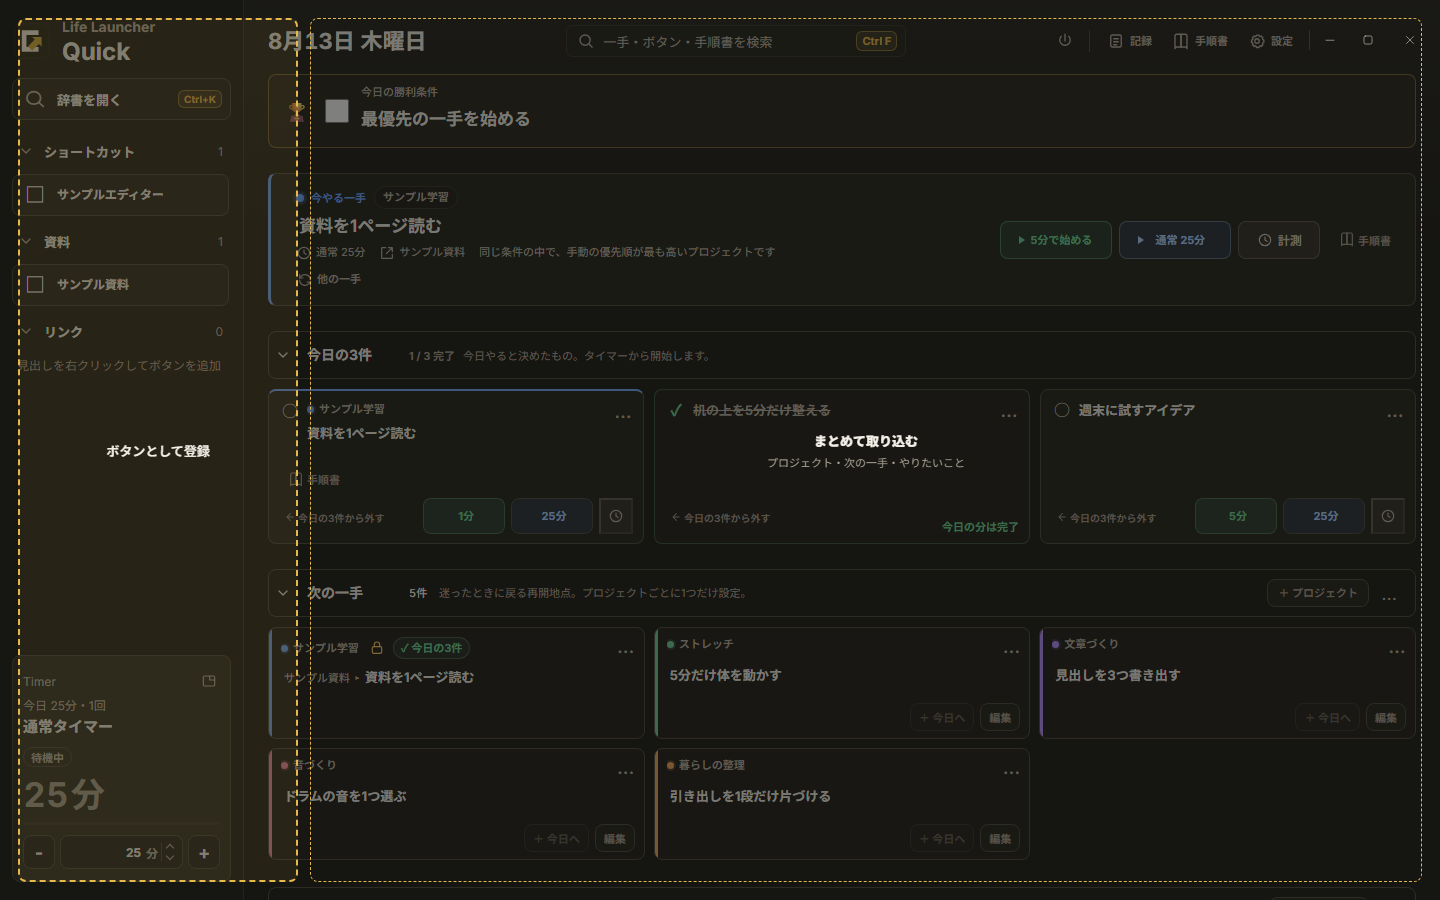 Life Launcher
Quick
辞書を開く Ctrl+K
ショートカット 1
サンプルエディター
資料 1
サンプル資料
リンク 0
見出しを右クリックしてボタンを追加
ボタンとして登録
Timer
今日 25分・1回
通常タイマー
待機中
25分
- 25 分 +
8月13日 木曜日
一手・ボタン・手順書を検索 Ctrl F
記録 手順書 設定
今日の勝利条件
最優先の一手を始める
今やる一手 サンプル学習
資料を1ページ読む
通常 25分 サンプル資料 同じ条件の中で、手動の優先順が最も高いプロジェクトです
他の一手
5分で始める 通常 25分 計測 手順書
今日の3件 1 / 3 完了 今日やると決めたもの。タイマーから開始します。
サンプル学習 ...
資料を1ページ読む
手順書
← 今日の3件から外す 1分 25分
✓ 机の上を5分だけ整える ...
まとめて取り込む
プロジェクト・次の一手・やりたいこと
← 今日の3件から外す 今日の分は完了
週末に試すアイデア ...
← 今日の3件から外す 5分 25分
次の一手 5件 迷ったときに戻る再開地点。プロジェクトごとに1つだけ設定。 + プロジェクト ...
サンプル学習 ✓今日の3件 ...
サンプル資料 ▸ 資料を1ページ読む
ストレッチ ...
5分だけ体を動かす
+ 今日へ 編集
文章づくり ...
見出しを3つ書き出す
+ 今日へ 編集
音づくり ...
ドラムの音を1つ選ぶ
+ 今日へ 編集
暮らしの整理 ...
引き出しを1段だけ片づける
+ 今日へ 編集